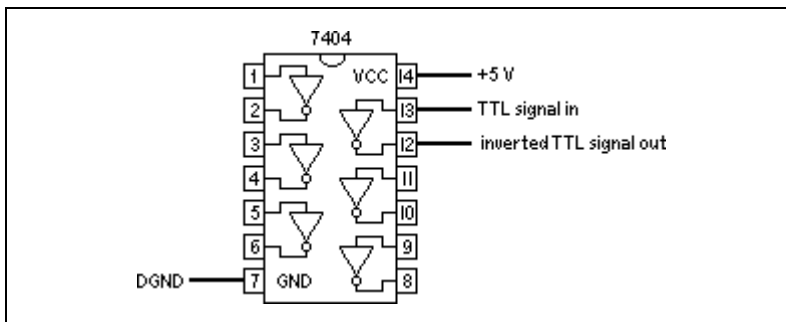 7404
1 VCC 14 +5 V
2 13 TTL signal in
3 12 inverted TTL signal out
4 11
5 10
6 9
DGND 7 GND 8